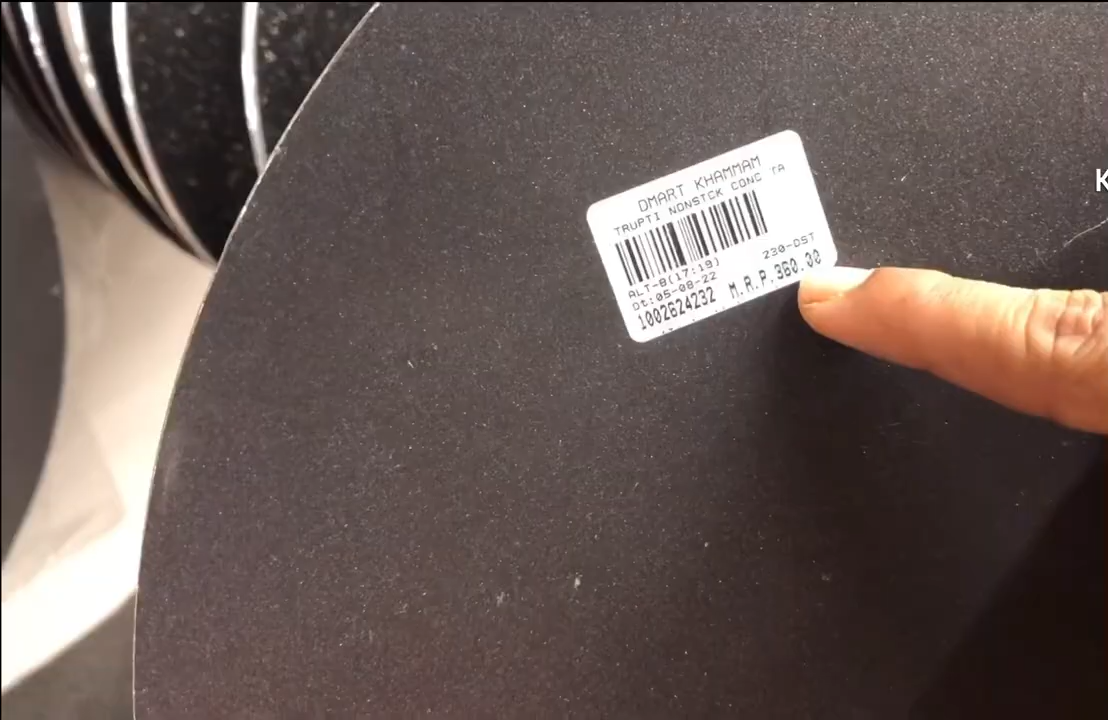 DMART KHAMMAM
TRUPTI NONSTCK CONC TA
230-DST
ALT-8(17:19)
Dt:05-08-22
1002624232 M.R.P.360.00
K